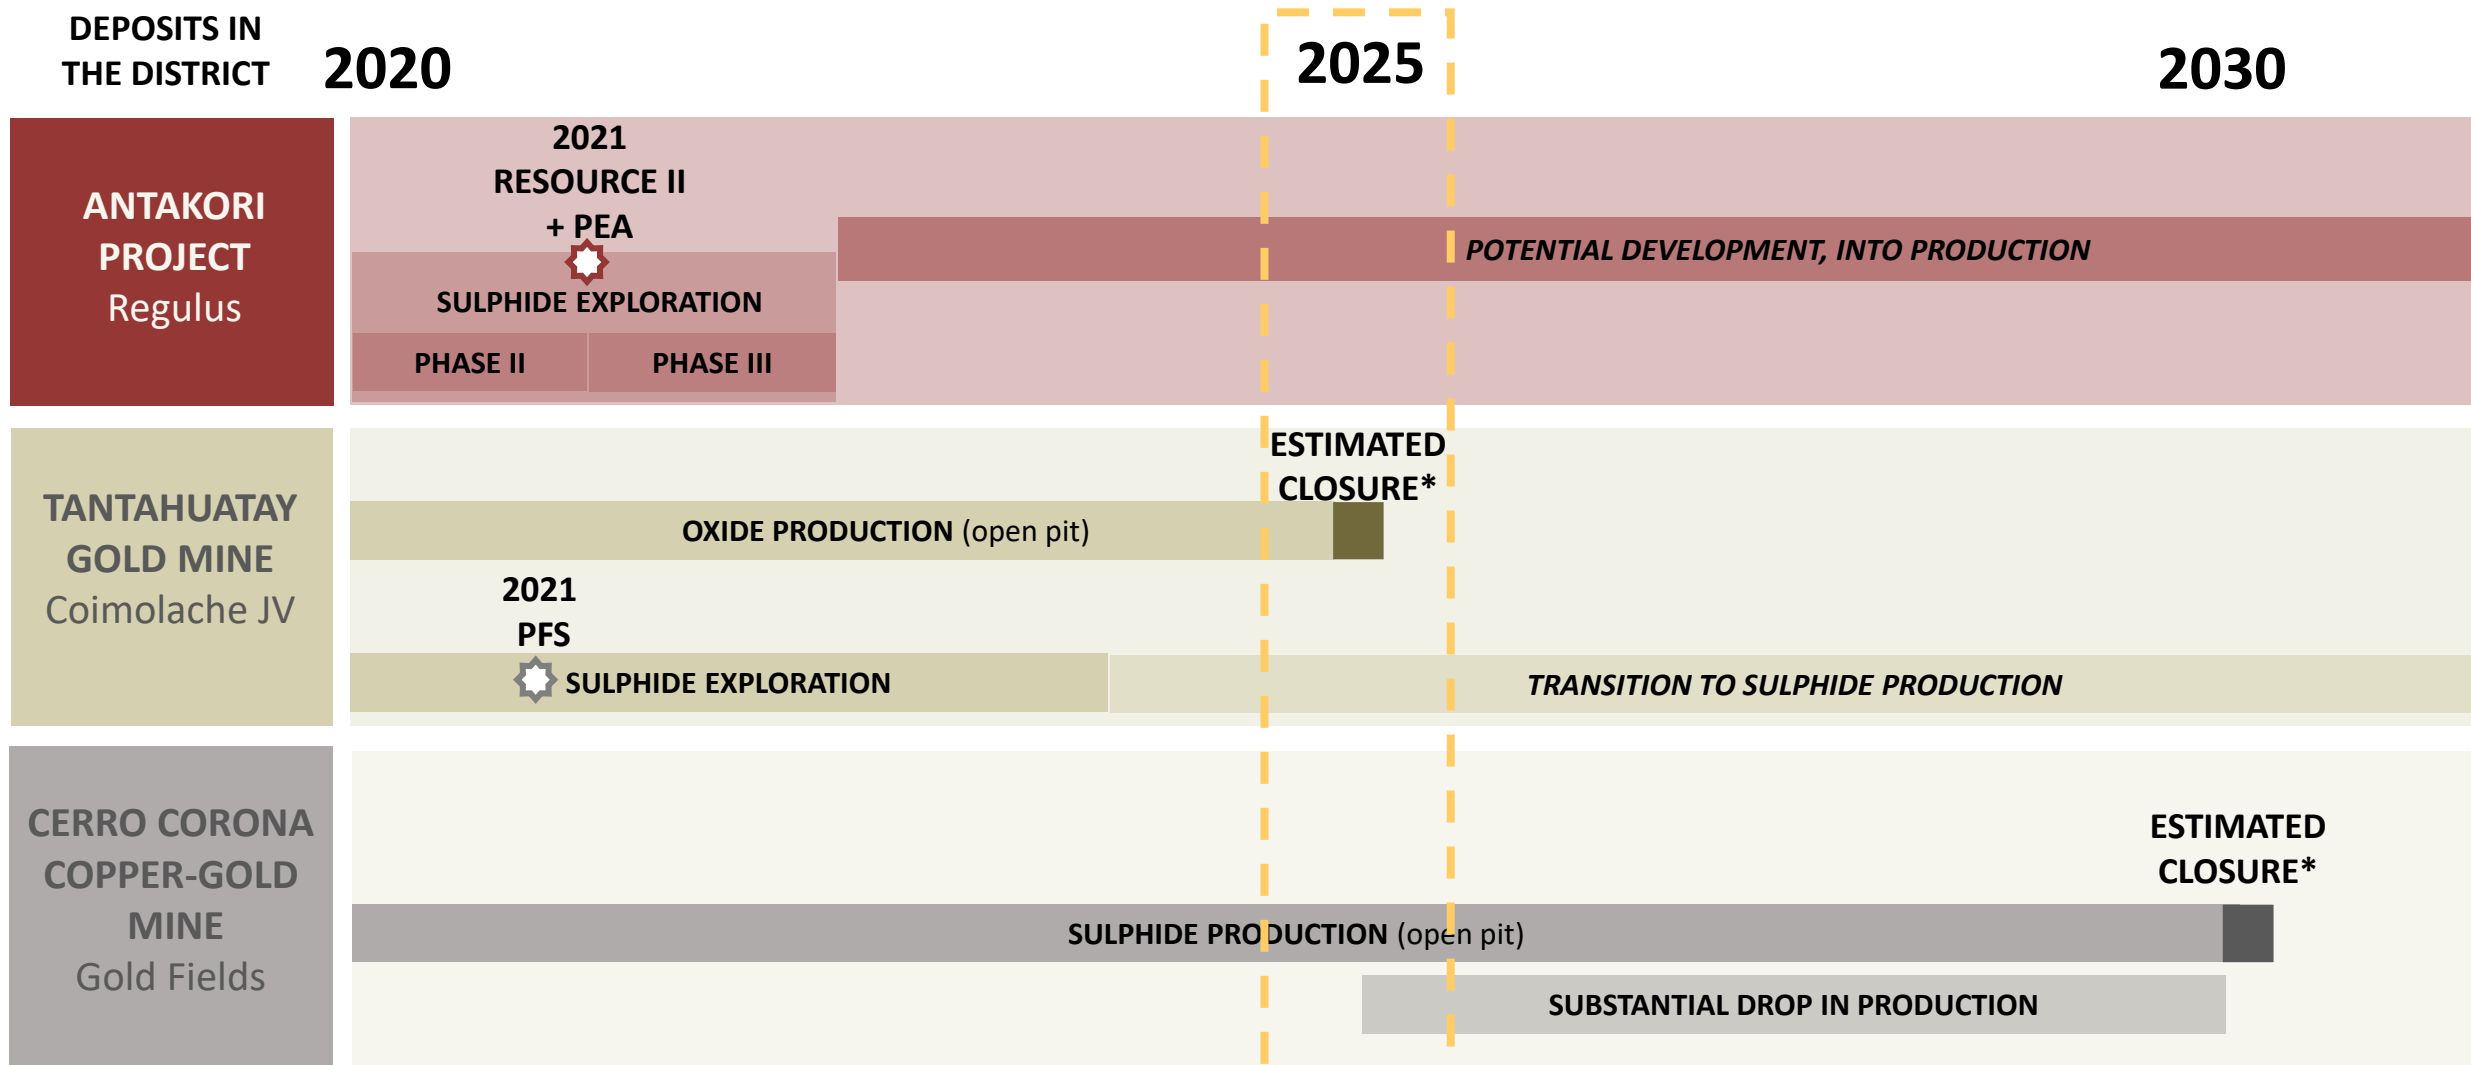 DEPOSITS IN
THE DISTRICT
2020
2025
2030
ANTAKORI
PROJECT
Regulus
2021
RESOURCE II
+ PEA
SULPHIDE EXPLORATION
PHASE II
PHASE III
POTENTIAL DEVELOPMENT, INTO PRODUCTION
TANTAHUATAY
GOLD MINE
Coimolache JV
ESTIMATED
CLOSURE*
OXIDE PRODUCTION (open pit)
2021
PFS
SULPHIDE EXPLORATION
TRANSITION TO SULPHIDE PRODUCTION
CERRO CORONA
COPPER-GOLD
MINE
Gold Fields
ESTIMATED
CLOSURE*
SULPHIDE PRODUCTION (open pit)
SUBSTANTIAL DROP IN PRODUCTION